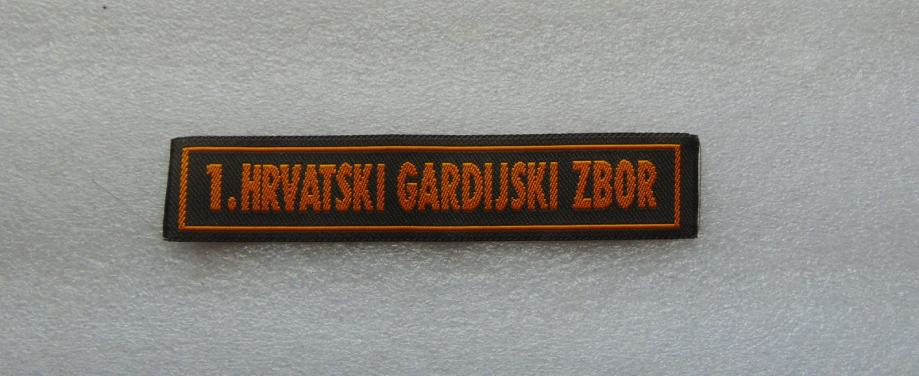 1. HRVATSKI GARDIJSKI ZBOR